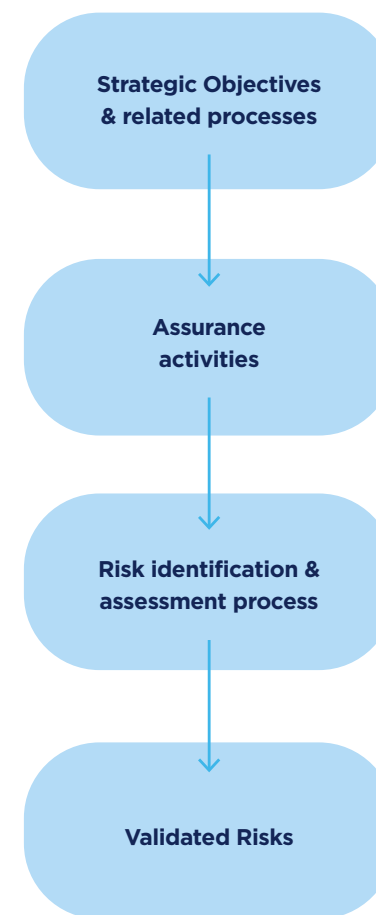 Strategic Objectives
& related processes
Assurance
activities
Risk identification &
assessment process
Validated Risks